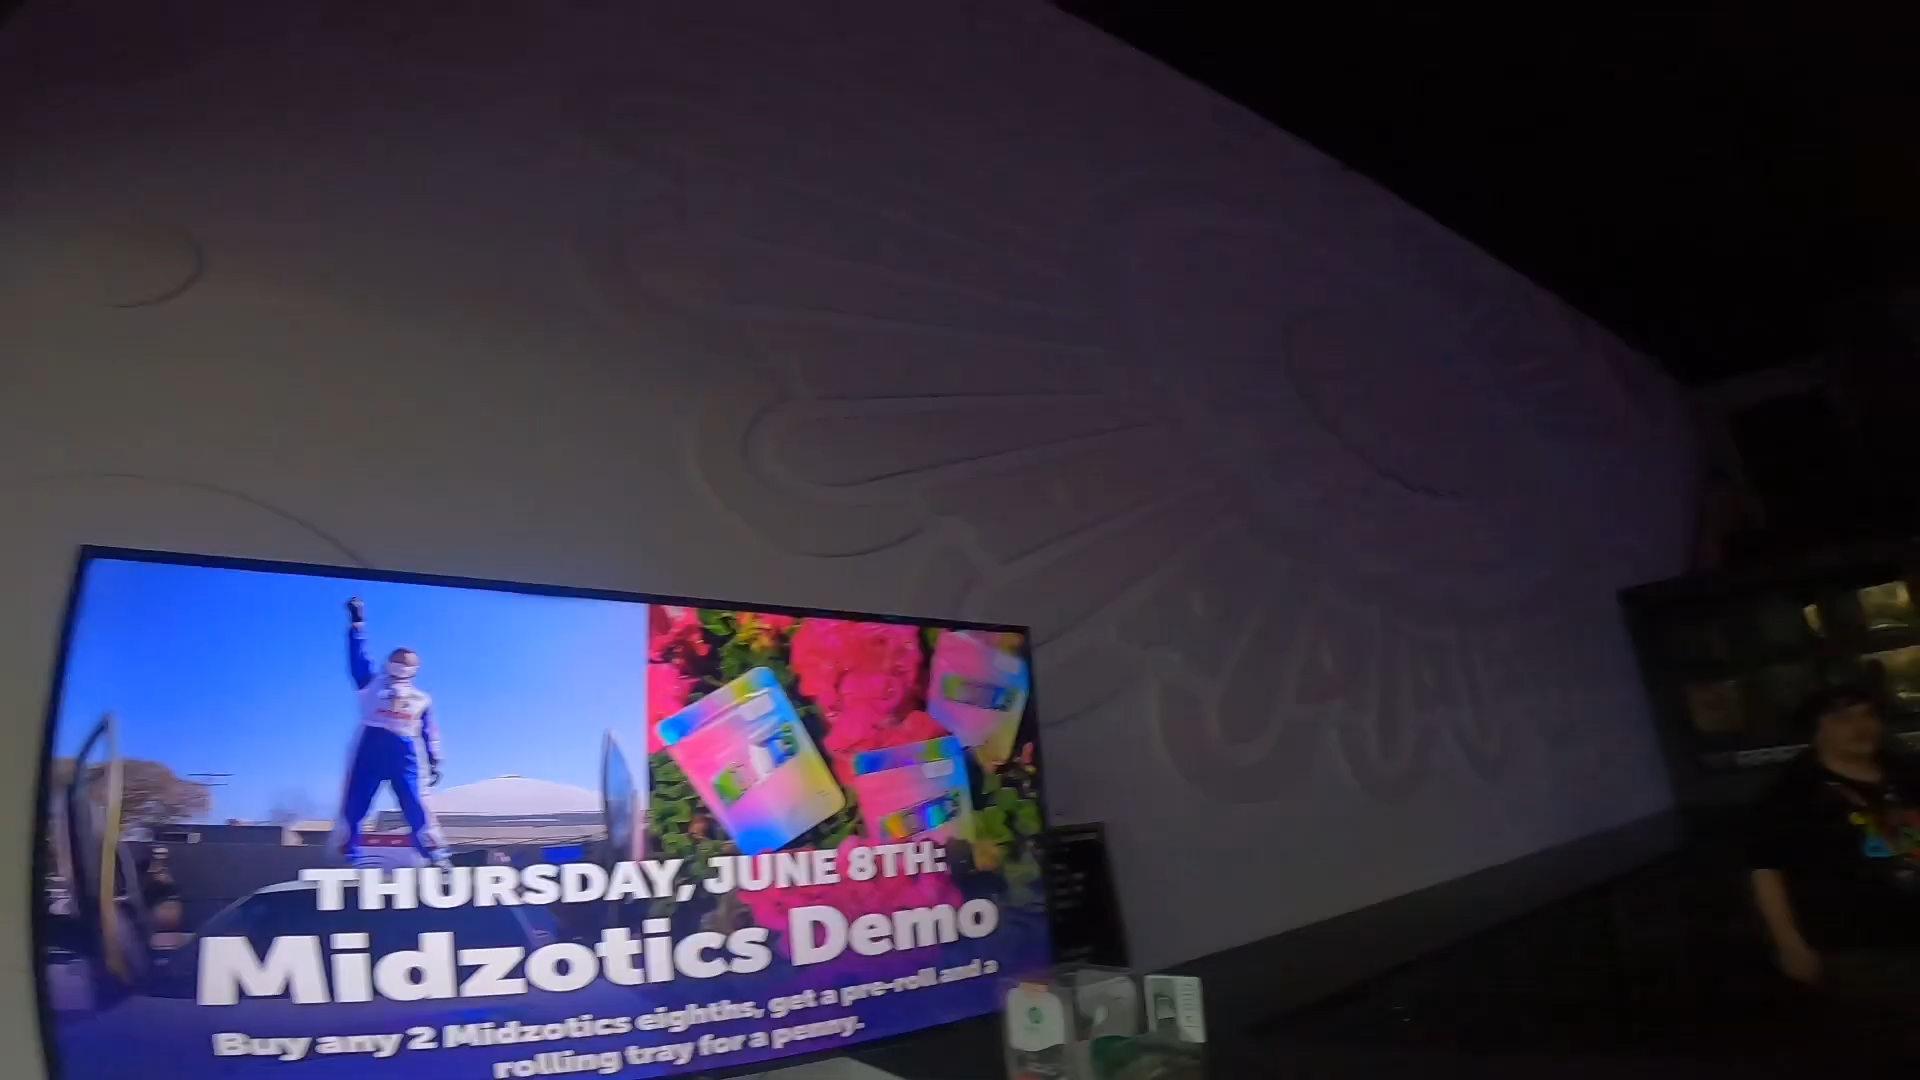 THURSDAY, JUNE 8TH:
Midzotics Demo
Buy any 2 Midzotics eighths, get a pre-roll and a
rolling tray for a penny.